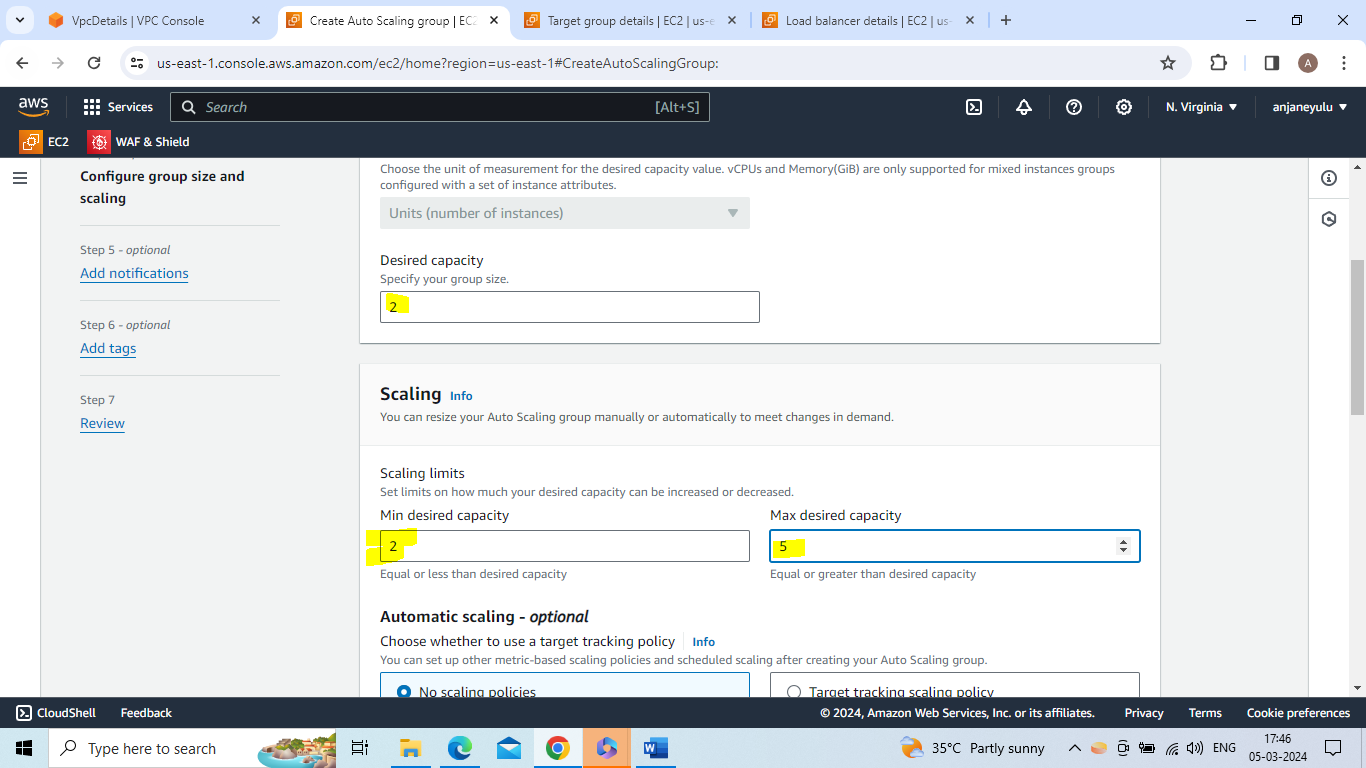 VpcDetails | VPC Console
Create Auto Scaling group | EC2
Target group details | EC2 | us-e
Load balancer details | EC2 | us-
us-east-1.console.aws.amazon.com/ec2/home?region=us-east-1#CreateAutoScalingGroup:
A
aws
Services
Search
[Alt+S]
N. Virginia
anjaneyulu
EC2
WAF & Shield
Configure group size and
scaling
Step 5 - optional
Add notifications
Step 6 - optional
Add tags
Step 7
Review
Choose the unit of measurement for the desired capacity value. vCPUs and Memory(GiB) are only supported for mixed instances groups
configured with a set of instance attributes.
Units (number of instances)
Desired capacity
Specify your group size.
2
Scaling Info
You can resize your Auto Scaling group manually or automatically to meet changes in demand.
Scaling limits
Set limits on how much your desired capacity can be increased or decreased.
Min desired capacity
2
Equal or less than desired capacity
Max desired capacity
5
Equal or greater than desired capacity
Automatic scaling - optional
Choose whether to use a target tracking policy Info
You can set up other metric-based scaling policies and scheduled scaling after creating your Auto Scaling group.
No scaling policies
Target tracking scaling policy
CloudShell
Feedback
© 2024, Amazon Web Services, Inc. or its affiliates.
Privacy
Terms
Cookie preferences
Type here to search
35°C Partly sunny
ENG
17:46
05-03-2024